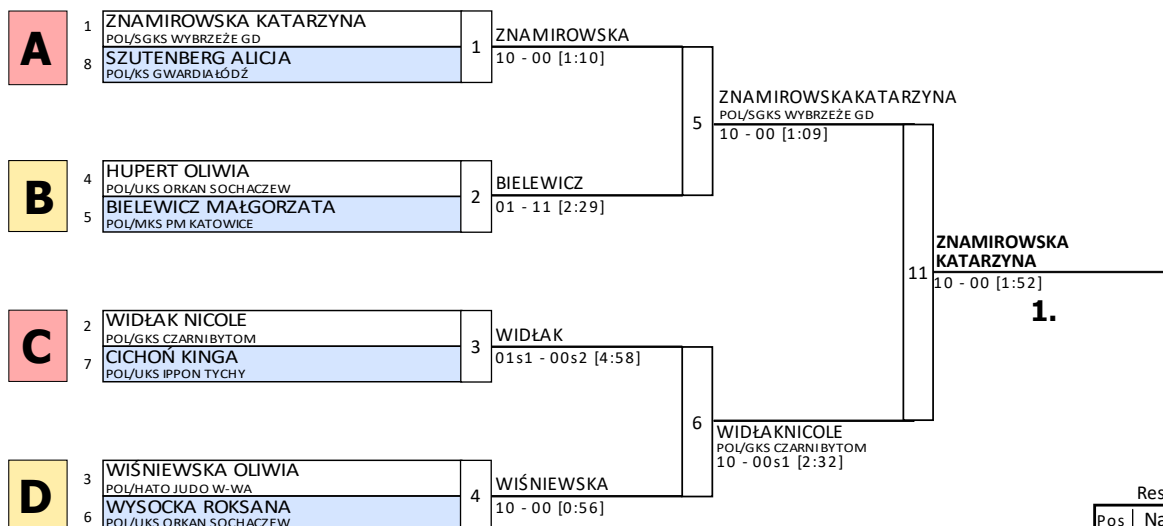 A
1 ZNAMIROWSKA KATARZYNA
POL/SGKS WYBRZEŻE GD
8 SZUTENBERG ALICJA
POL/KS GWARDIA ŁÓDŹ
1
ZNAMIROWSKA
10 - 00 [1:10]
5
ZNAMIROWSKAKATARZYNA
POL/SGKS WYBRZEŻE GD
10 - 00 [1:09]
B
4 HUPERT OLIWIA
POL/UKS ORKAN SOCHACZEW
5 BIELEWICZ MAŁGORZATA
POL/MKS PM KATOWICE
2
BIELEWICZ
01 - 11 [2:29]
11
ZNAMIROWSKA
KATARZYNA
10 - 00 [1:52]
1.
C
2 WIDŁAK NICOLE
POL/GKS CZARNI BYTOM
7 CICHOŃ KINGA
POL/UKS IPPON TYCHY
3
WIDŁAK
01s1 - 00s2 [4:58]
6
WIDŁAKNICOLE
POL/GKS CZARNI BYTOM
10 - 00s1 [2:32]
D
3 WIŚNIEWSKA OLIWIA
POL/HATO JUDO W-WA
6 WYSOCKA ROKSANA
POL/UKS ORKAN SOCHACZEW
4
WIŚNIEWSKA
10 - 00 [0:56]
Res
Pos Na